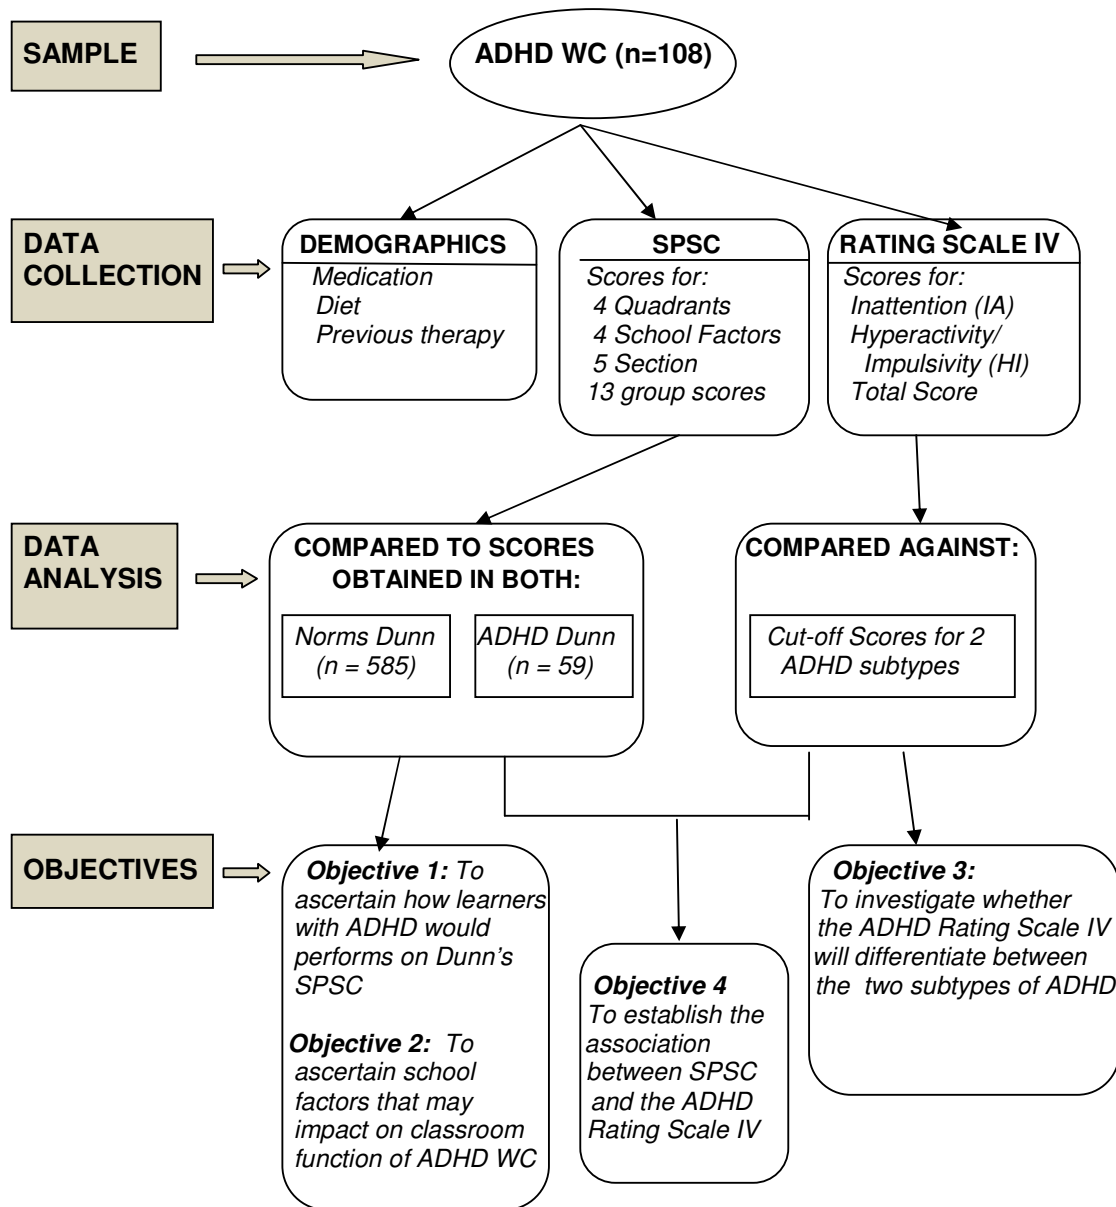 SAMPLE
ADHD WC (n=108)
DATA
COLLECTION
DEMOGRAPHICS
Medication
Diet
Previous therapy
SPSC
Scores for:
4 Quadrants
4 School Factors
5 Section
13 group scores
RATING SCALE IV
Scores for:
Inattention (IA)
Hyperactivity/
Impulsivity (HI)
Total Score
DATA
ANALYSIS
COMPARED TO SCORES
OBTAINED IN BOTH:
Norms Dunn
(n = 585)
ADHD Dunn
(n = 59)
COMPARED AGAINST:
Cut-off Scores for 2
ADHD subtypes
OBJECTIVES
Objective 1: To
ascertain how learners
with ADHD would
performs on Dunn's
SPSC
Objective 2: To
ascertain school
factors that may
impact on classroom
function of ADHD WC
Objective 4
To establish the
association
between SPSC
and the ADHD
Rating Scale IV
Objective 3:
To investigate whether
the ADHD Rating Scale IV
will differentiate between
the two subtypes of ADHD